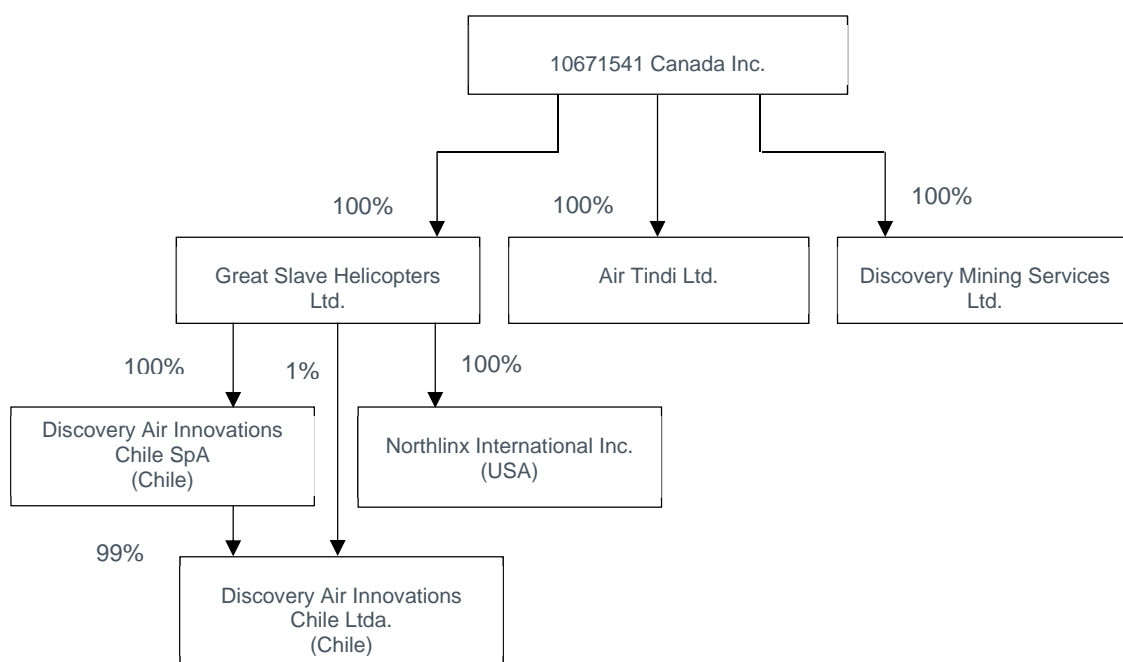 10671541 Canada Inc.
100%
100%
100%
Great Slave Helicopters
Ltd.
Air Tindi Ltd.
Discovery Mining Services
Ltd.
100%
1%
100%
Discovery Air Innovations
Chile SpA
(Chile)
Northlinx International Inc.
(USA)
99%
Discovery Air Innovations
Chile Ltda.
(Chile)